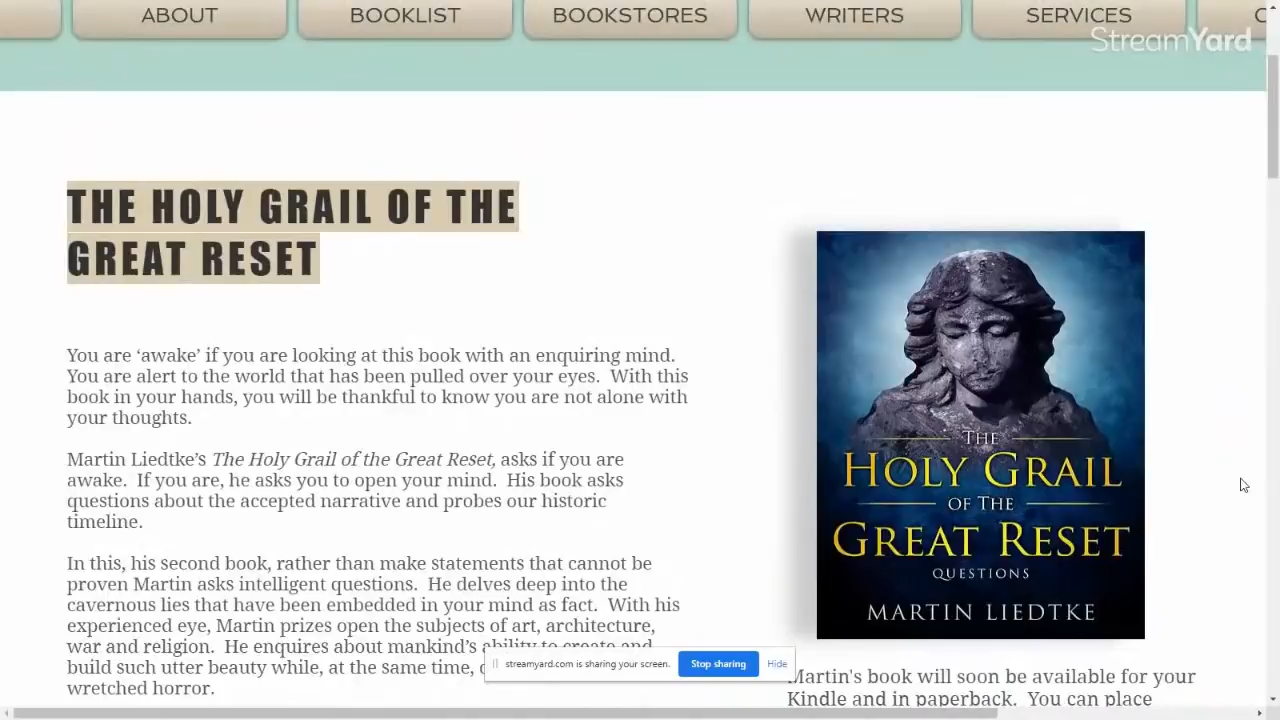 ABOUT
BOOKLIST
BOOKSTORES
WRITERS
SERVICES
StreamYard
THE HOLY GRAIL OF THE
GREAT RESET
You are ‘awake’ if you are looking at this book with an enquiring mind.
You are alert to the world that has been pulled over your eyes. With this
book in your hands, you will be thankful to know you are not alone with
your thoughts.
Martin Liedtke’s The Holy Grail of the Great Reset, asks if you are
awake. If you are, he asks you to open your mind. His book asks
questions about the accepted narrative and probes our historic
timeline.
In this, his second book, rather than make statements that cannot be
proven Martin asks intelligent questions. He delves deep into the
cavernous lies that have been embedded in your mind as fact. With his
experienced eye, Martin prizes open the subjects of art, architecture,
war and religion. He enquires about mankind’s ability to create and
build such utter beauty while, at the same time,
wretched horror.
streamyard.com is sharing your screen.
Stop sharing
Hide
THE
HOLY GRAIL
OF THE
GREAT RESET
QUESTIONS
MARTIN LIEDTKE
Martin's book will soon be available for your
Kindle and in paperback. You can place